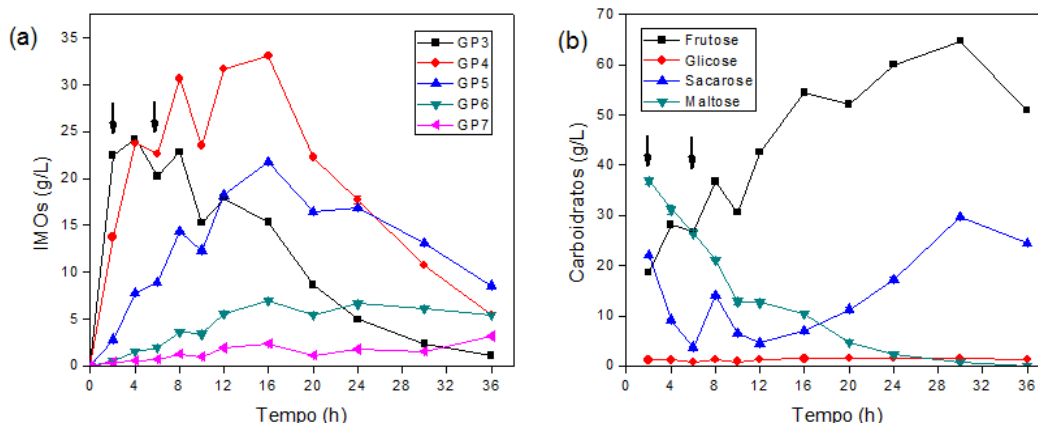 (a)
IMOs (g/L)
35
30
25
20
15
10
5
0
GP3
GP4
GP5
GP6
GP7
0 4 8 12 16 20 24 28 32 36
Tempo (h)
(b)
Carboidratos (g/L)
70
60
50
40
30
20
10
0
Frutose
Glicose
Sacarose
Maltose
0 4 8 12 16 20 24 28 32 36
Tempo (h)